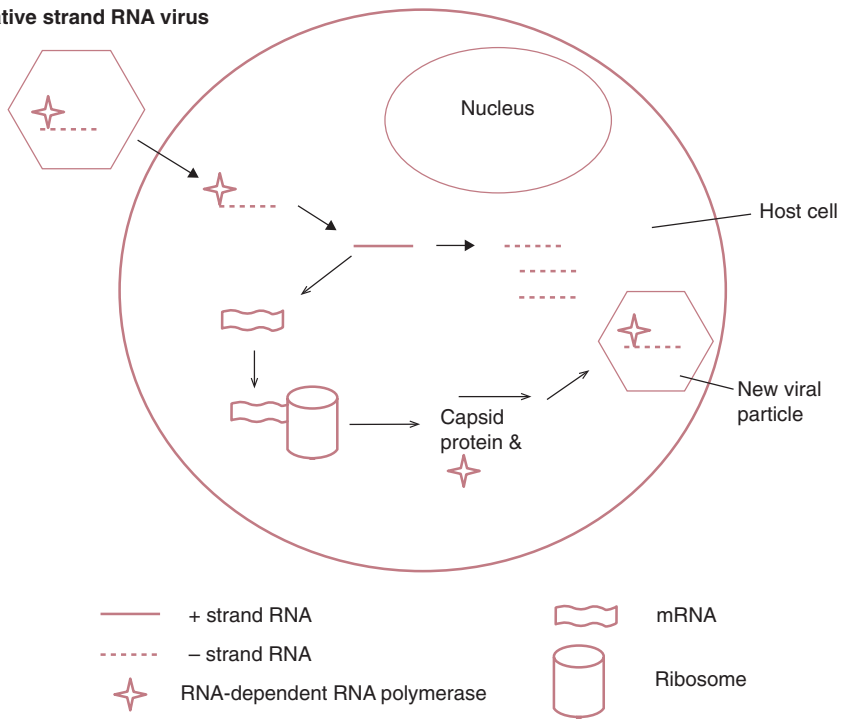 ative strand RNA virus
Nucleus
Host cell
New viral
particle
Capsid
protein &
+ strand RNA
– strand RNA
RNA-dependent RNA polymerase
mRNA
Ribosome